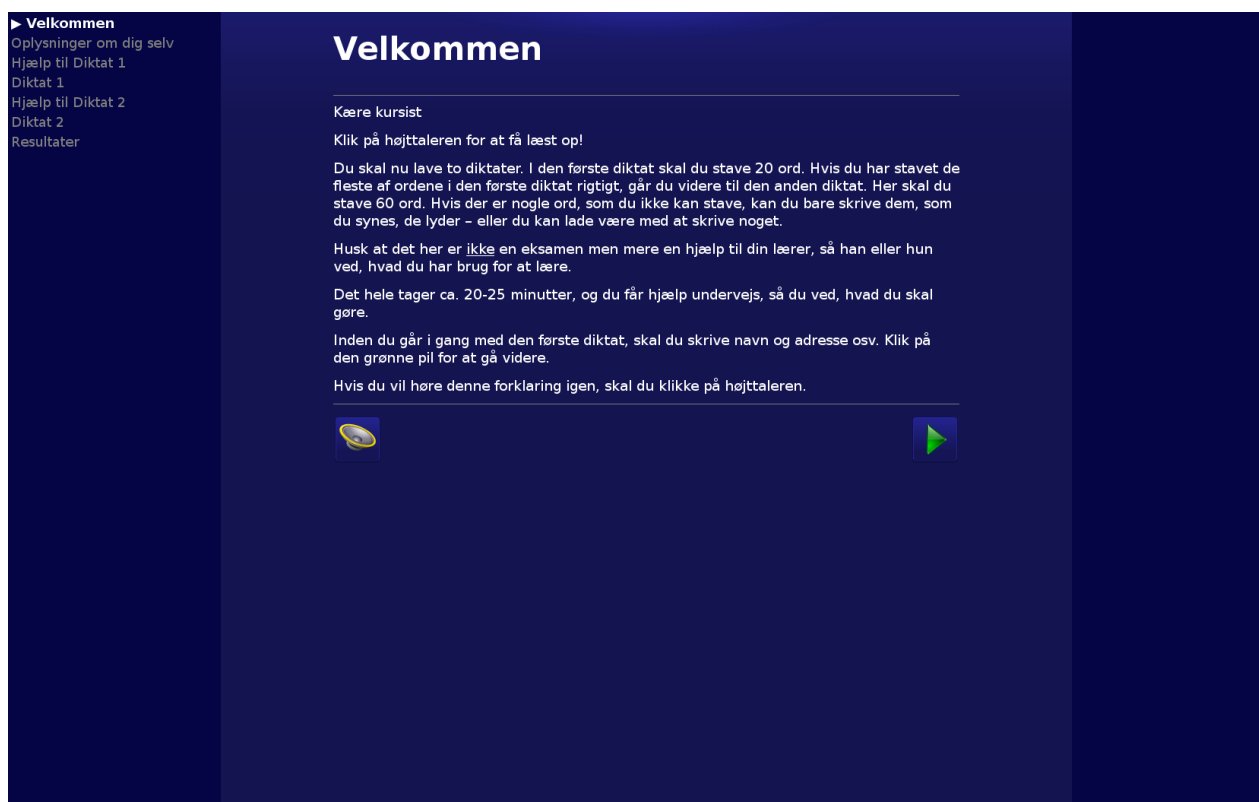 ▶ Velkommen
Oplysninger om dig selv
Hjælp til Diktat 1
Diktat 1
Hjælp til Diktat 2
Diktat 2
Resultater
Velkommen
Kære kursist
Klik på højttaleren for at få læst op!
Du skal nu lave to diktater. I den første diktat skal du stave 20 ord. Hvis du har stavet de
fleste af ordene i den første diktat rigtigt, går du videre til den anden diktat. Her skal du
stave 60 ord. Hvis der er nogle ord, som du ikke kan stave, kan du bare skrive dem, som
du synes, de lyder – eller du kan lade være med at skrive noget.
Husk at det her er ikke en eksamen men mere en hjælp til din lærer, så han eller hun
ved, hvad du har brug for at lære.
Det hele tager ca. 20-25 minutter, og du får hjælp undervejs, så du ved, hvad du skal
gøre.
Inden du går i gang med den første diktat, skal du skrive navn og adresse osv. Klik på
den grønne pil for at gå videre.
Hvis du vil høre denne forklaring igen, skal du klikke på højttaleren.